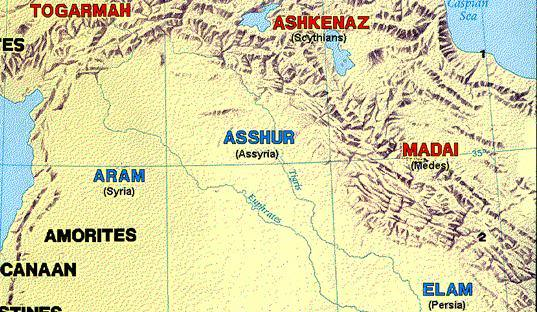 Caspian
Sea
TOGARMAH
ASHKENAZ
(Scythians)
TES
1
ASSHUR
(Assyria)
MADAI
(Medes)
35°
ARAM
(Syria)
Tigris
Euphrates
AMORITES
2
CANAAN
ELAM
(Persia)
STINES